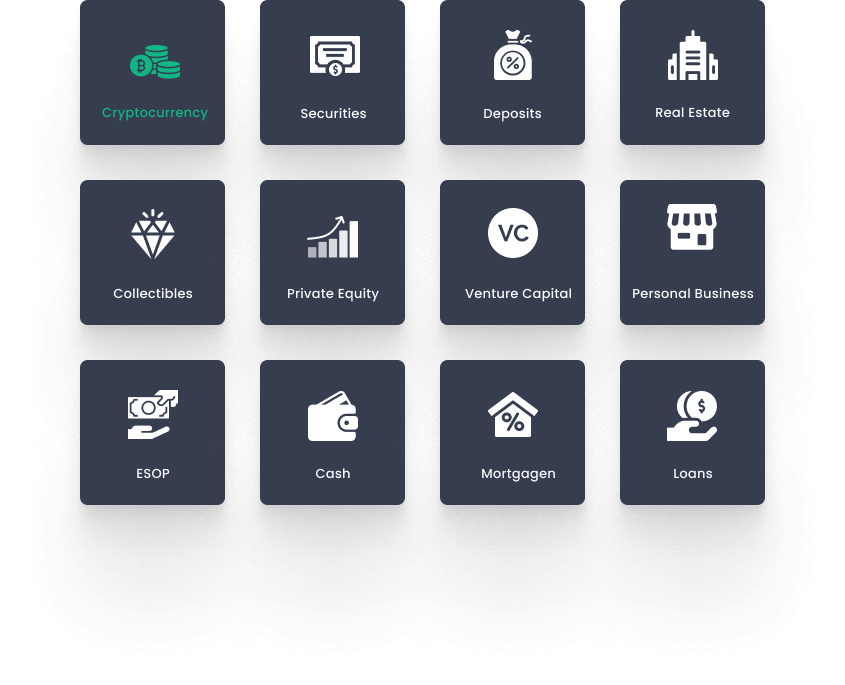 Cryptocurrency
Securities
Deposits
Real Estate
Collectibles
Private Equity
VC
Venture Capital
Personal Business
ESOP
Cash
Mortgagen
Loans